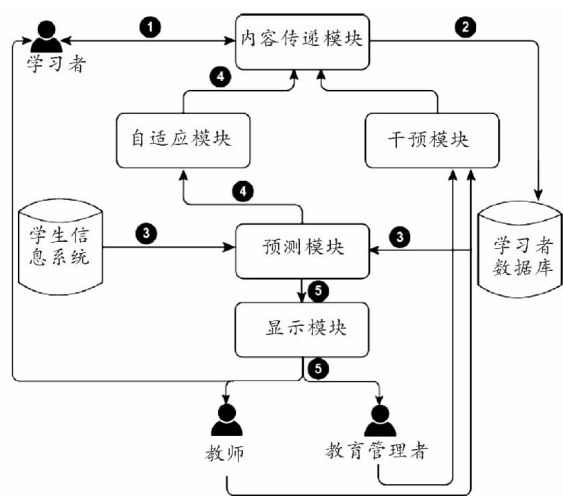 1
内容传递模块
2
学习者
4
自适应模块
干预模块
4
学生信
息系统
3
预测模块
3
学习者
数据库
5
显示模块
5
教师
教育管理者